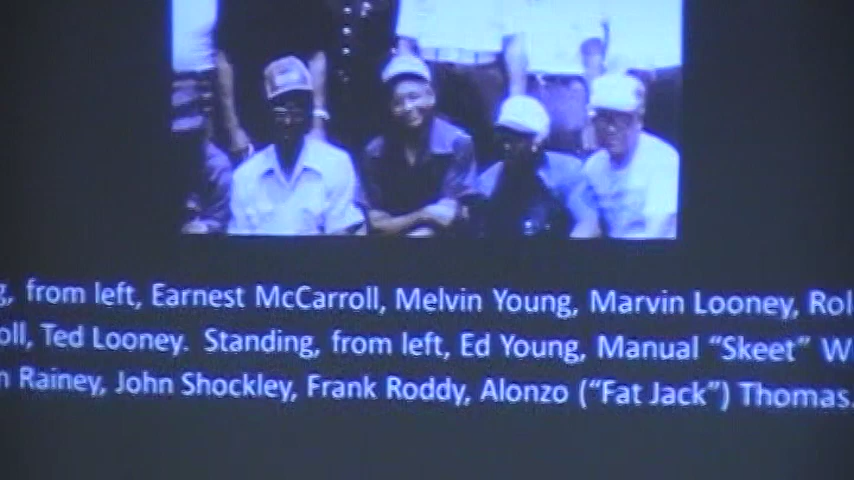 from left, Earnest McCarroll, Melvin Young, Marvin Looney,
Ted Looney. Standing, from left, Ed Young, Manual “Skeet”
Rainey, John Shockley, Frank Roddy, Alonzo (“Fat Jack”) Thomas.